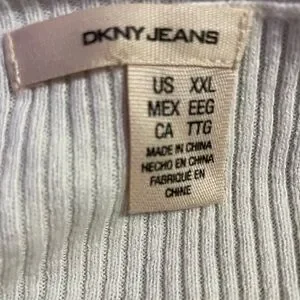 DKNY JEANS
US XXL
MEX EEG
CA TTG
MADE IN CHINA
HECHO EN CHINA
FABRIQUÉ EN
CHINE